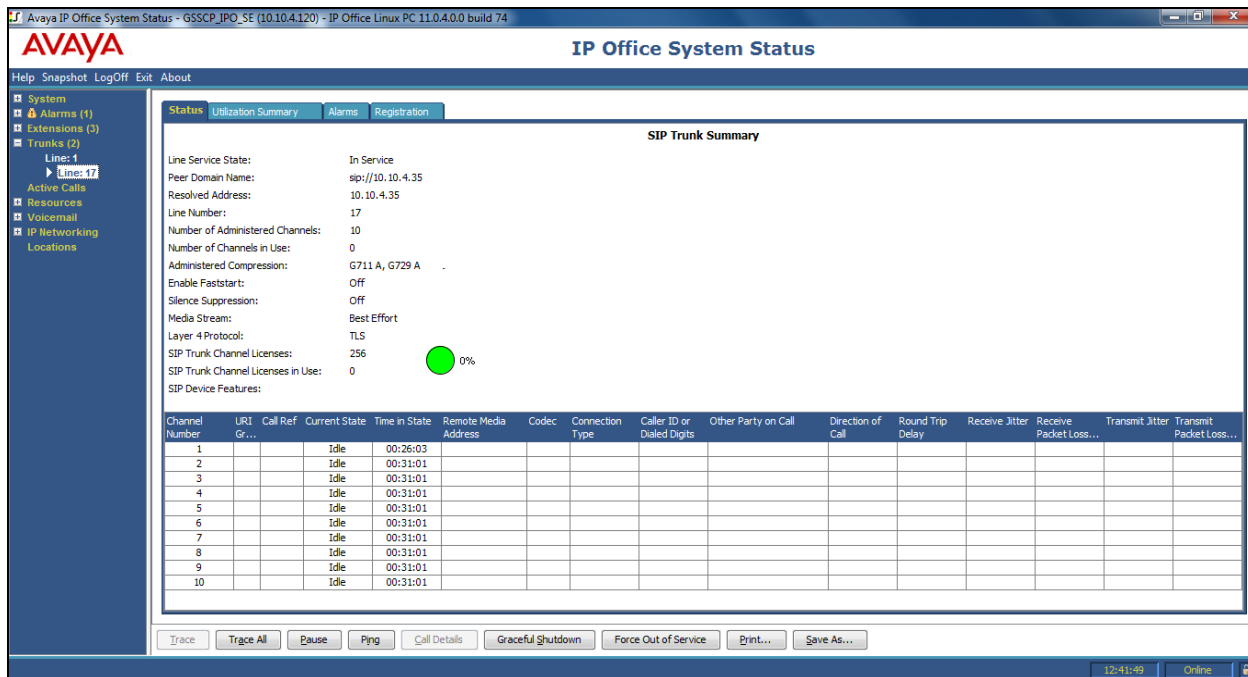 Avaya IP Office System Status - GSSCP_IPO_SE (10.10.4.120) - IP Office Linux PC 11.0.4.0.0 build 74
AVAYA
IP Office System Status
Help Snapshot LogOff Exit About
System
Alarms (1)
Extensions (3)
Trunks (2)
Line: 1
Line: 17
Active Calls
Resources
Voicemail
IP Networking
Locations
Status Utilization Summary Alarms Registration
SIP Trunk Summary
Line Service State: In Service
Peer Domain Name: sip://10.10.4.35
Resolved Address: 10.10.4.35
Line Number: 17
Number of Administered Channels: 10
Number of Channels in Use: 0
Administered Compression: G711 A, G729 A .
Enable Faststart: Off
Silence Suppression: Off
Media Stream: Best Effort
Layer 4 Protocol: TLS
SIP Trunk Channel Licenses: 256
0%
SIP Trunk Channel Licenses in Use: 0
SIP Device Features:
Channel Number URI Gr... Call Ref Current State Time in State Remote Media Address Codec Connection Type Caller ID or Dialed Digits Other Party on Call Direction of Call Round Trip Delay Receive Jitter Receive Packet Loss... Transmit Jitter Transmit Packet Loss...
1 Idle 00:26:03
2 Idle 00:31:01
3 Idle 00:31:01
4 Idle 00:31:01
5 Idle 00:31:01
6 Idle 00:31:01
7 Idle 00:31:01
8 Idle 00:31:01
9 Idle 00:31:01
10 Idle 00:31:01
Trace Trace All Pause Ping Call Details Graceful Shutdown Force Out of Service Print... Save As...
12:41:49 Online